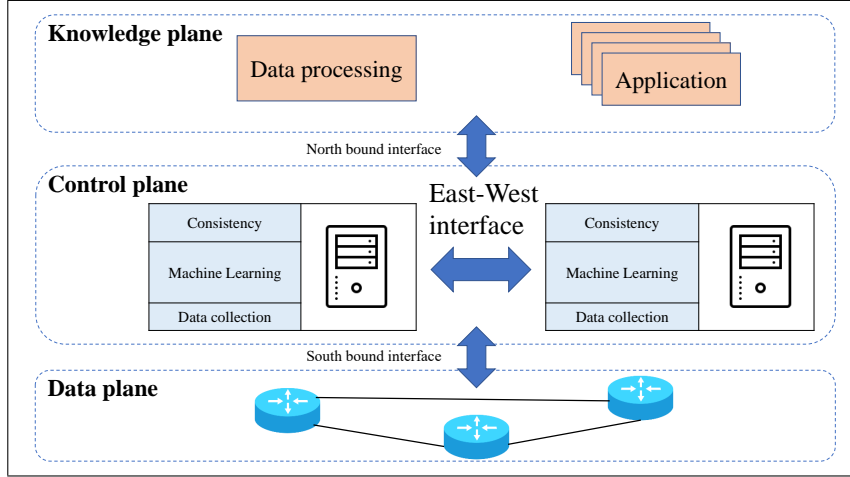 Knowledge plane
Data processing
Application
North bound interface
Control plane
East-West
interface
Consistency
Machine Learning
Data collection
Consistency
Machine Learning
Data collection
South bound interface
Data plane